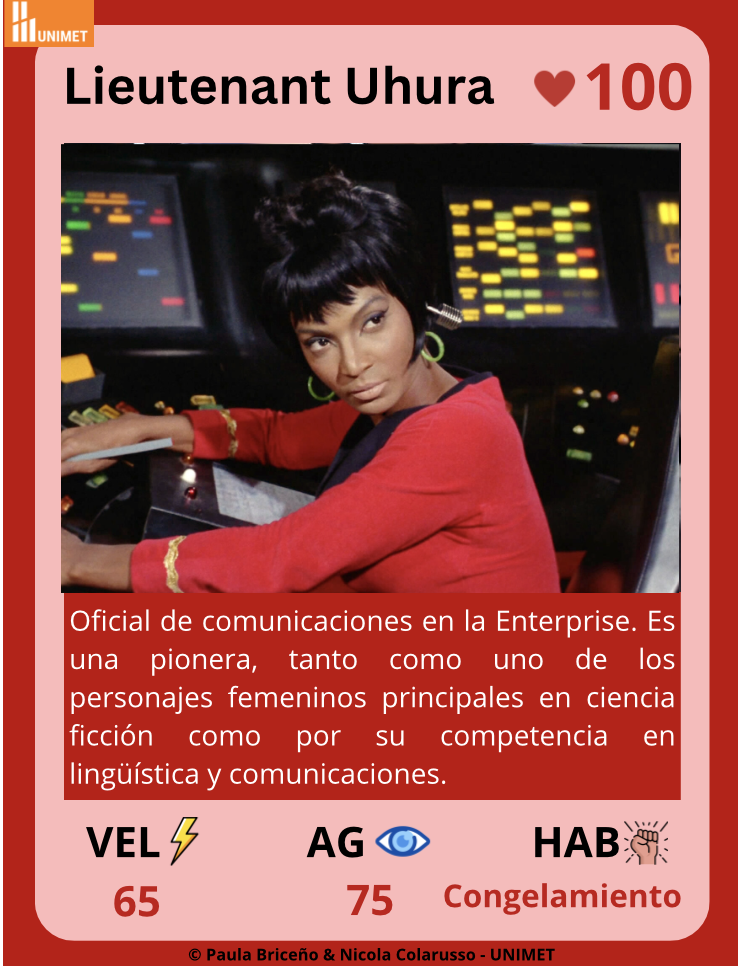 UNIMET
Lieutenant Uhura
100
Oficial de comunicaciones en la Enterprise. Es
una pionera, tanto como uno de los
personajes femeninos principales en ciencia
ficción como por su competencia en
lingüística y comunicaciones.
VEL AG HAB
65 75 Congelamiento
© Paula Briceño & Nicola Colarusso - UNIMET